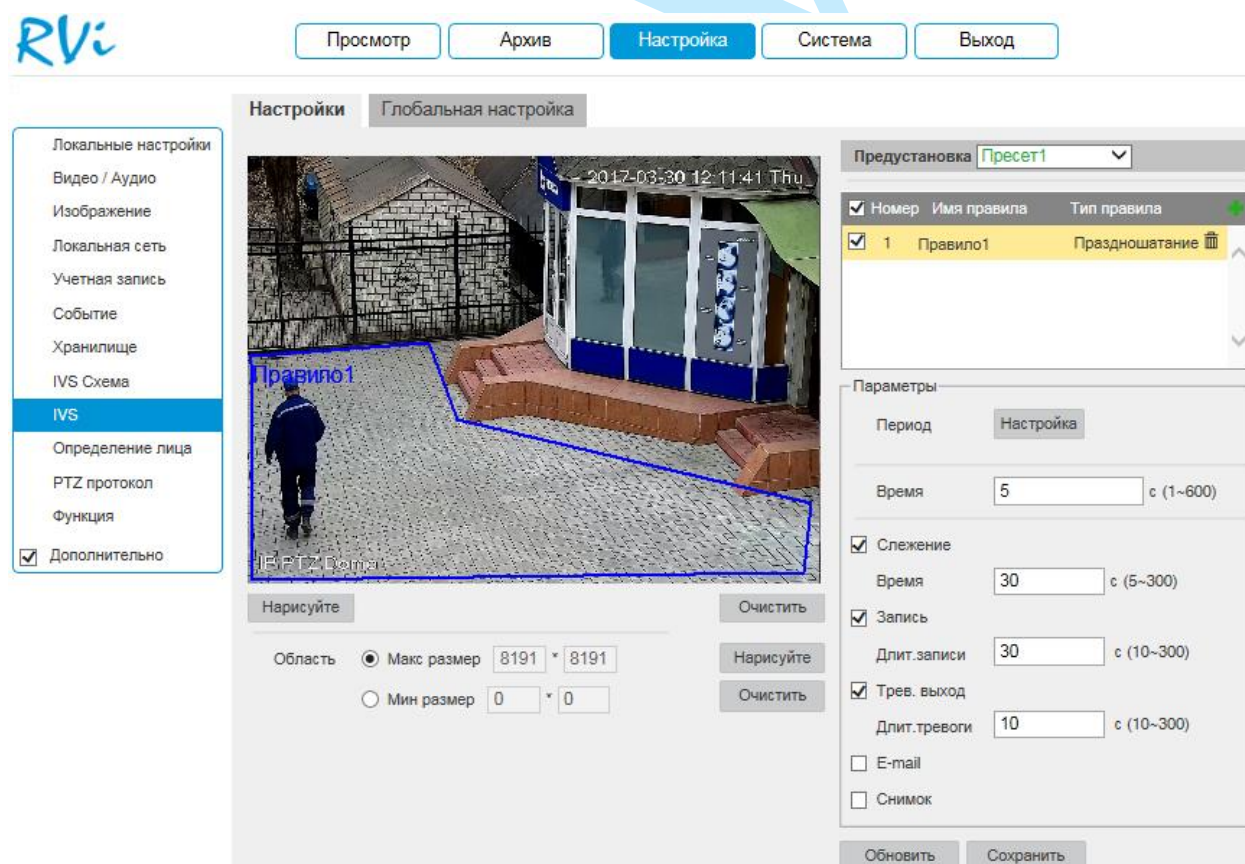 RVi
Просмотр Архив Настройка Система Выход
Настройки Глобальная настройка
Локальные настройки
Видео / Аудио
Изображение
Локальная сеть
Учетная запись
Событие
Хранилище
IVS Схема
IVS
Определение лица
PTZ протокол
Функция
Дополнительно
2017-03-30 12:11:41 Thu
Правило1
IP PTZ Dome
Нарисуйте Очистить
Область Макс размер 8191 * 8191 Нарисуйте
Мин размер 0 * 0 Очистить
Предустановка Пресет1
Номер Имя правила Тип правила
1 Правило1 Праздношатание
Параметры
Период Настройка
Время 5 с (1~600)
Слежение
Время 30 с (5~300)
Запись
Длит.записи 30 с (10~300)
Трев. выход
Длит.тревоги 10 с (10~300)
E-mail
Снимок
Обновить Сохранить